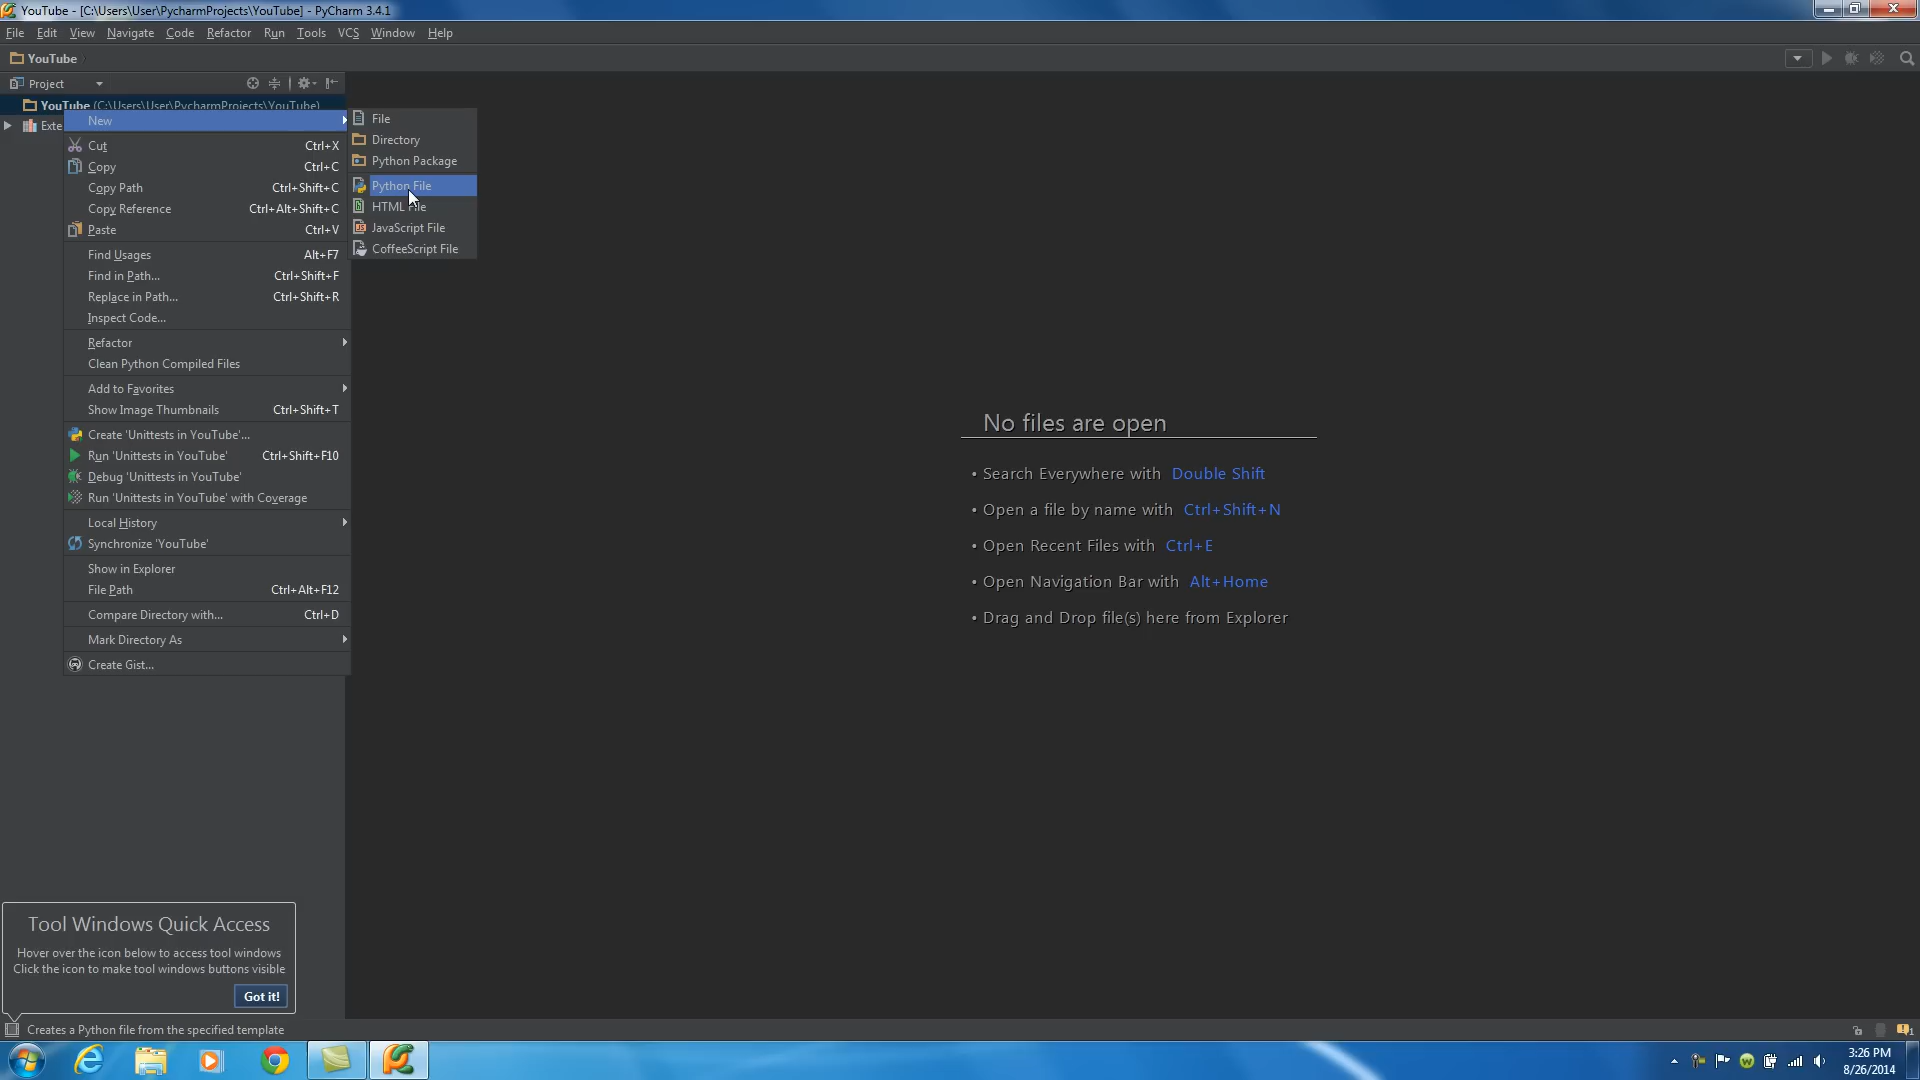 YouTube - [C:\Users\User\PycharmProjects\YouTube] - PyCharm 3.4.1
File Edit View Navigate Code Refactor Run Tools VCS Window Help
YouTube
Project
YouTube (C:\Users\User\PycharmProjects\YouTube)
Exte
New
Cut Ctrl+X
Copy Ctrl+C
Copy Path Ctrl+Shift+C
Copy Reference Ctrl+Alt+Shift+C
Paste Ctrl+V
Find Usages Alt+F7
Find in Path... Ctrl+Shift+F
Replace in Path... Ctrl+Shift+R
Inspect Code...
Refactor
Clean Python Compiled Files
Add to Favorites
Show Image Thumbnails Ctrl+Shift+T
Create 'Unittests in YouTube'...
Run 'Unittests in YouTube' Ctrl+Shift+F10
Debug 'Unittests in YouTube'
Run 'Unittests in YouTube' with Coverage
Local History
Synchronize 'YouTube'
Show in Explorer
File Path Ctrl+Alt+F12
Compare Directory with... Ctrl+D
Mark Directory As
Create Gist...
File
Directory
Python Package
Python File
HTML File
JavaScript File
CoffeeScript File
No files are open
• Search Everywhere with Double Shift
• Open a file by name with Ctrl+Shift+N
• Open Recent Files with Ctrl+E
• Open Navigation Bar with Alt+Home
• Drag and Drop file(s) here from Explorer
Tool Windows Quick Access
Hover over the icon below to access tool windows
Click the icon to make tool windows buttons visible
Got it!
Creates a Python file from the specified template
3:26 PM
8/26/2014